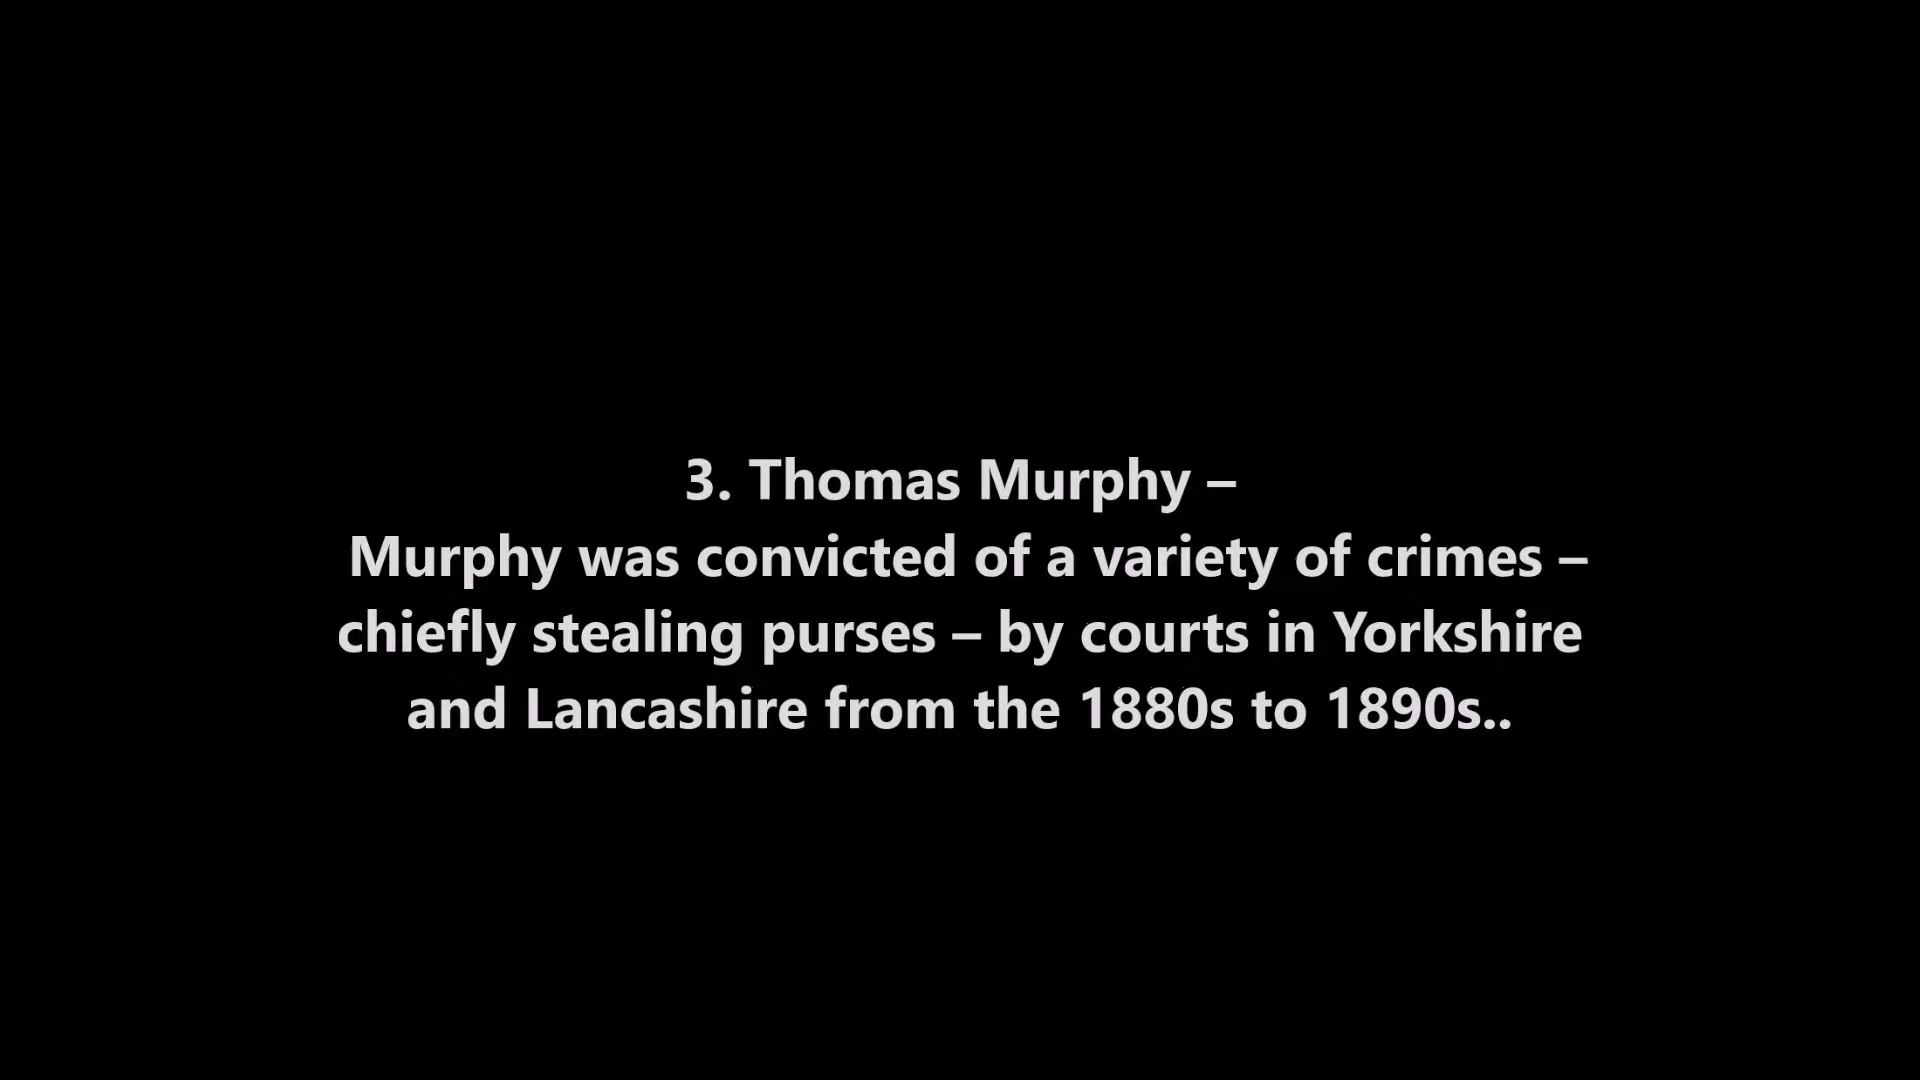 3. Thomas Murphy –
Murphy was convicted of a variety of crimes –
chiefly stealing purses – by courts in Yorkshire
and Lancashire from the 1880s to 1890s..